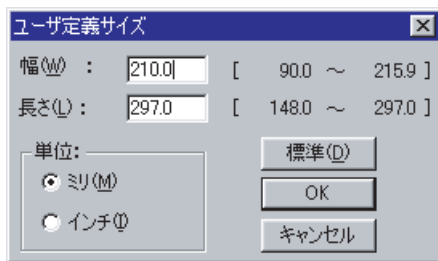 ユーザ定義サイズ
幅(W) : 210.0 [ 90.0 ～ 215.9 ]
長さ(L) : 297.0 [ 148.0 ～ 297.0 ]
単位:
ミリ(M)
インチ(I)
標準(D)
OK
キャンセル